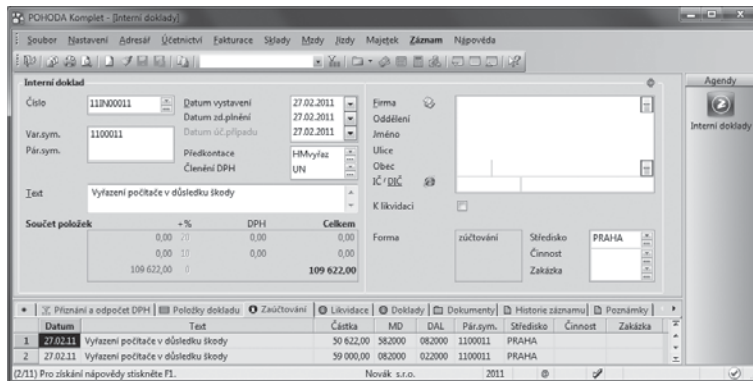 POHODA Komplet - [Interní doklady]
Soubor Nastavení Adresář Účetnictví Fakturace Sklady Mzdy Jízdy Majetek Záznam Nápověda
Interní doklad
Agendy
Číslo 11IN00011 Datum vystavení 27.02.2011 Firma
Datum zd.plnění 27.02.2011 Oddělení
Interní doklady
Var.sym. 1100011 Datum úč.případu 27.02.2011 Jméno
Pár.sym. Předkontace HMvyřaz Ulice
Členění DPH UN Obec
IČ / DIČ
Text Vyřazení počítače v důsledku škody
K likvidaci
Součet položek +% DPH Celkem
0,00 20 0,00 0,00 Forma zúčtování Středisko PRAHA
0,00 10 0,00 0,00 Činnost
109 622,00 0 109 622,00 Zakázka
Přiznání a odpočet DPH Položky dokladu Zaúčtování Likvidace Doklady Dokumenty Historie záznamu Poznámky
Datum Text Částka MD DAL Pár.sym. Středisko Činnost Zakázka
1 27.02.11 Vyřazení počítače v důsledku škody 50 622,00 582000 082000 1100011 PRAHA
2 27.02.11 Vyřazení počítače v důsledku škody 59 000,00 082000 022000 1100011 PRAHA
(2/11) Pro získání nápovědy stiskněte F1. Novák s.r.o. 2011 @